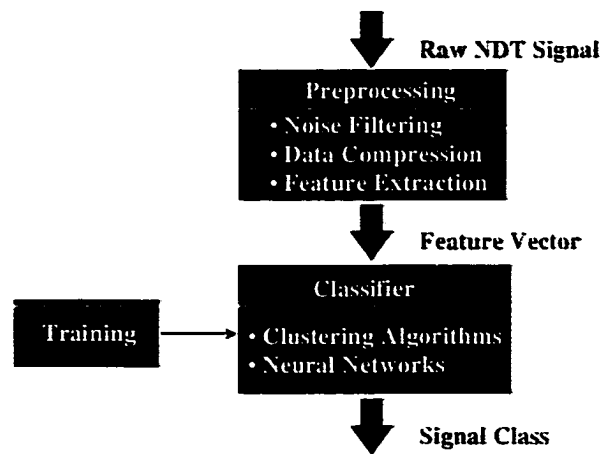 Raw NDT Signal
Preprocessing
• Noise Filtering
• Data Compression
• Feature Extraction
Feature Vector
Classifier
Training
• Clustering Algorithms
• Neural Networks
Signal Class